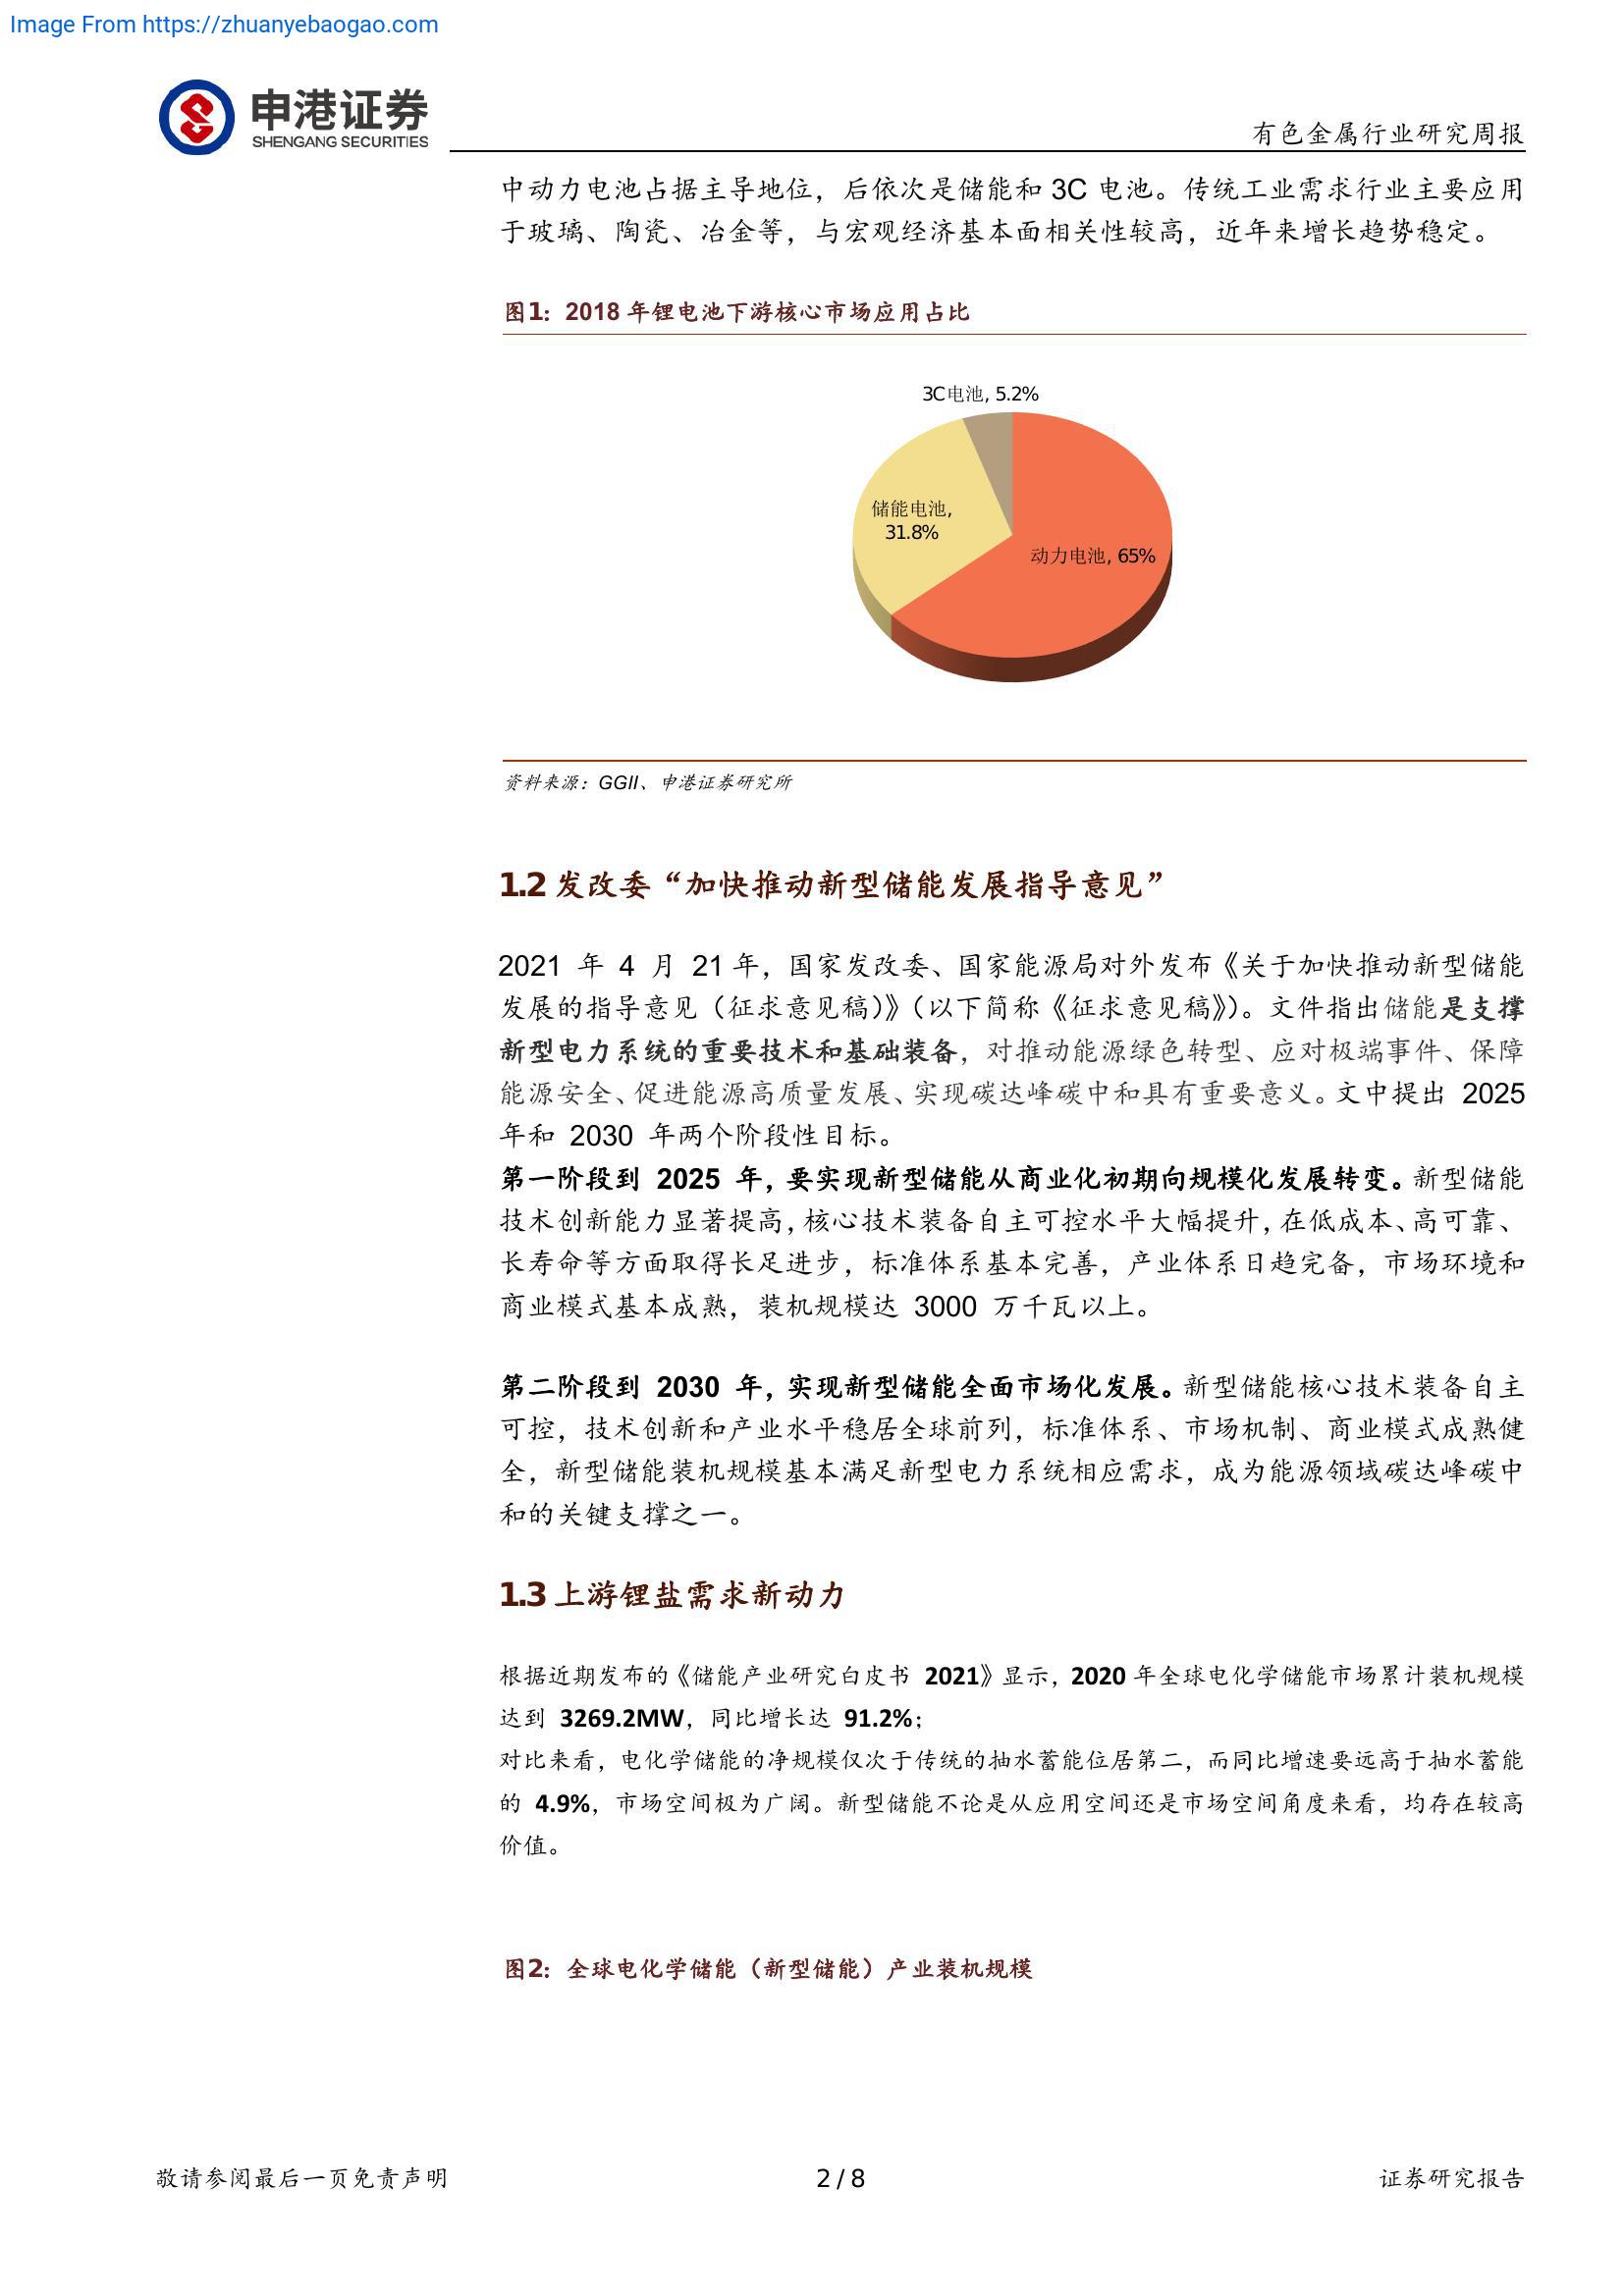 Image From https://zhuanyebaogao.com
申港证券
SHENGANG SECURITIES
有色金属行业研究周报
中动力电池占据主导地位，后依次是储能和 3C 电池。传统工业需求行业主要应用
于玻璃、陶瓷、冶金等，与宏观经济基本面相关性较高，近年来增长趋势稳定。
图1：2018 年锂电池下游核心市场应用占比
3C电池, 5.2%
储能电池,
31.8%
动力电池, 65%
资料来源：GGII、申港证券研究所
1.2 发改委“加快推动新型储能发展指导意见”
2021 年 4 月 21年，国家发改委、国家能源局对外发布《关于加快推动新型储能
发展的指导意见（征求意见稿）》（以下简称《征求意见稿》）。文件指出储能是支撑
新型电力系统的重要技术和基础装备，对推动能源绿色转型、应对极端事件、保障
能源安全、促进能源高质量发展、实现碳达峰碳中和具有重要意义。文中提出 2025
年和 2030 年两个阶段性目标。
第一阶段到 2025 年，要实现新型储能从商业化初期向规模化发展转变。新型储能
技术创新能力显著提高，核心技术装备自主可控水平大幅提升，在低成本、高可靠、
长寿命等方面取得长足进步，标准体系基本完善，产业体系日趋完备，市场环境和
商业模式基本成熟，装机规模达 3000 万千瓦以上。
第二阶段到 2030 年，实现新型储能全面市场化发展。新型储能核心技术装备自主
可控，技术创新和产业水平稳居全球前列，标准体系、市场机制、商业模式成熟健
全，新型储能装机规模基本满足新型电力系统相应需求，成为能源领域碳达峰碳中
和的关键支撑之一。
1.3 上游锂盐需求新动力
根据近期发布的《储能产业研究白皮书 2021》显示，2020 年全球电化学储能市场累计装机规模
达到 3269.2MW，同比增长达 91.2%；
对比来看，电化学储能的净规模仅次于传统的抽水蓄能位居第二，而同比增速要远高于抽水蓄能
的 4.9%，市场空间极为广阔。新型储能不论是从应用空间还是市场空间角度来看，均存在较高
价值。
图2：全球电化学储能（新型储能）产业装机规模
敬请参阅最后一页免责声明
2 / 8
证券研究报告